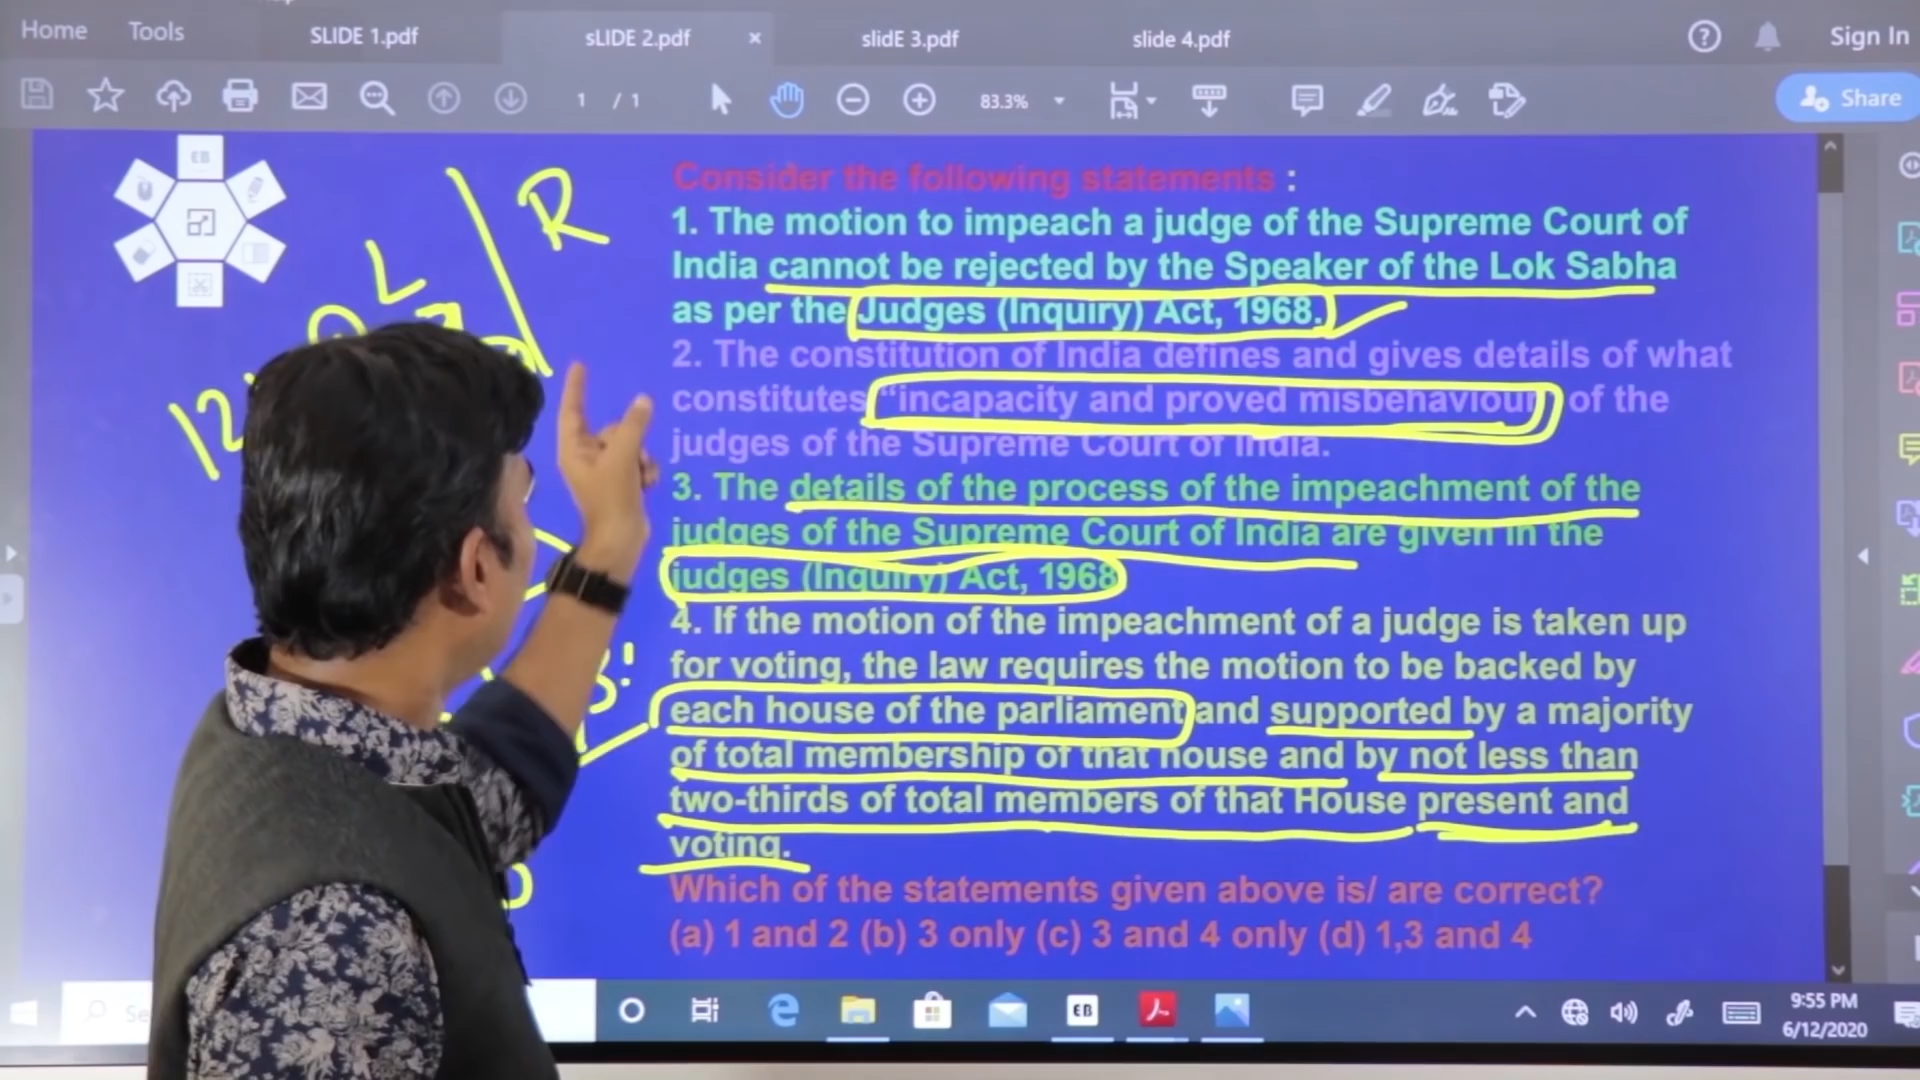 Home Tools SLIDE 1.pdf sLIDE 2.pdf × slidE 3.pdf slide 4.pdf Sign In
1 / 1 83.3% Share
EB
R
L
12
Consider the following statements :
1. The motion to impeach a judge of the Supreme Court of
India cannot be rejected by the Speaker of the Lok Sabha
as per the Judges (Inquiry) Act, 1968.
2. The constitution of India defines and gives details of what
constitutes “incapacity and proved misbehaviour of the
judges of the Supreme Court of India.
3. The details of the process of the impeachment of the
judges of the Supreme Court of India are given in the
judges (Inquiry) Act, 1968
4. If the motion of the impeachment of a judge is taken up
for voting, the law requires the motion to be backed by
each house of the parliament and supported by a majority
of total membership of that house and by not less than
two-thirds of total members of that House present and
voting.
Which of the statements given above is/ are correct?
(a) 1 and 2 (b) 3 only (c) 3 and 4 only (d) 1,3 and 4
Se
EB
9:55 PM
6/12/2020